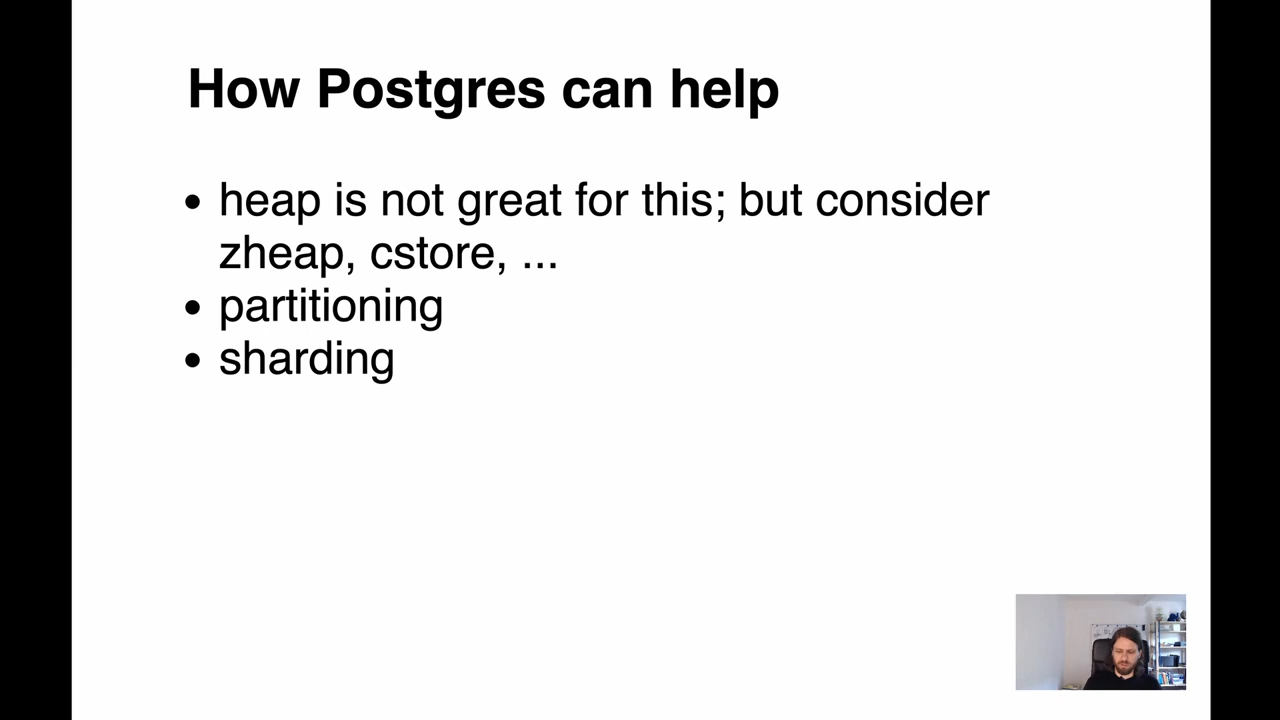 How Postgres can help
• heap is not great for this; but consider
zheap, cstore, ...
• partitioning
• sharding